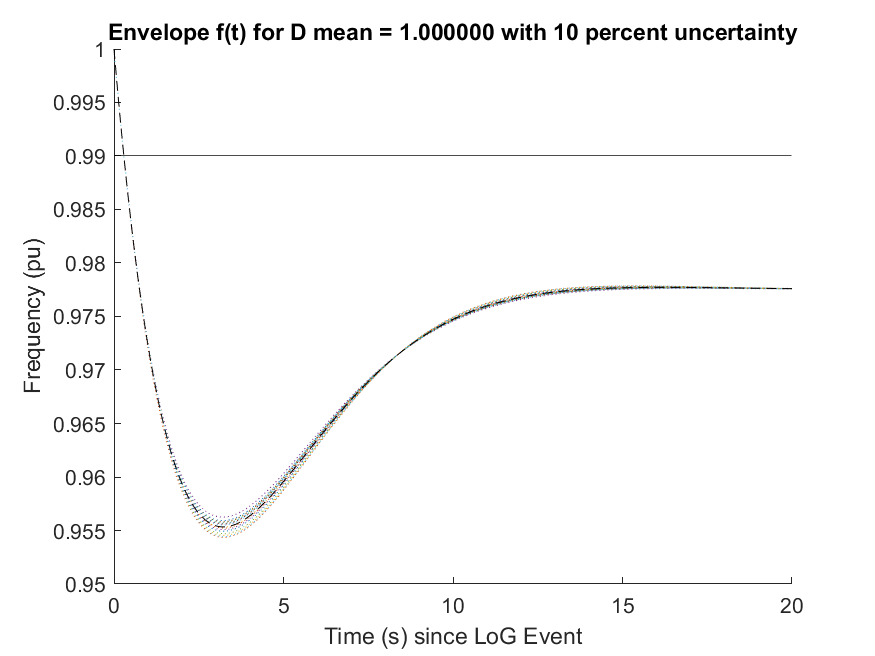 Envelope f(t) for D mean = 1.000000 with 10 percent uncertainty
1
0.995
0.99
0.985
0.98
0.975
0.97
0.965
0.96
0.955
0.95
Frequency (pu)
0 5 10 15 20
Time (s) since LoG Event